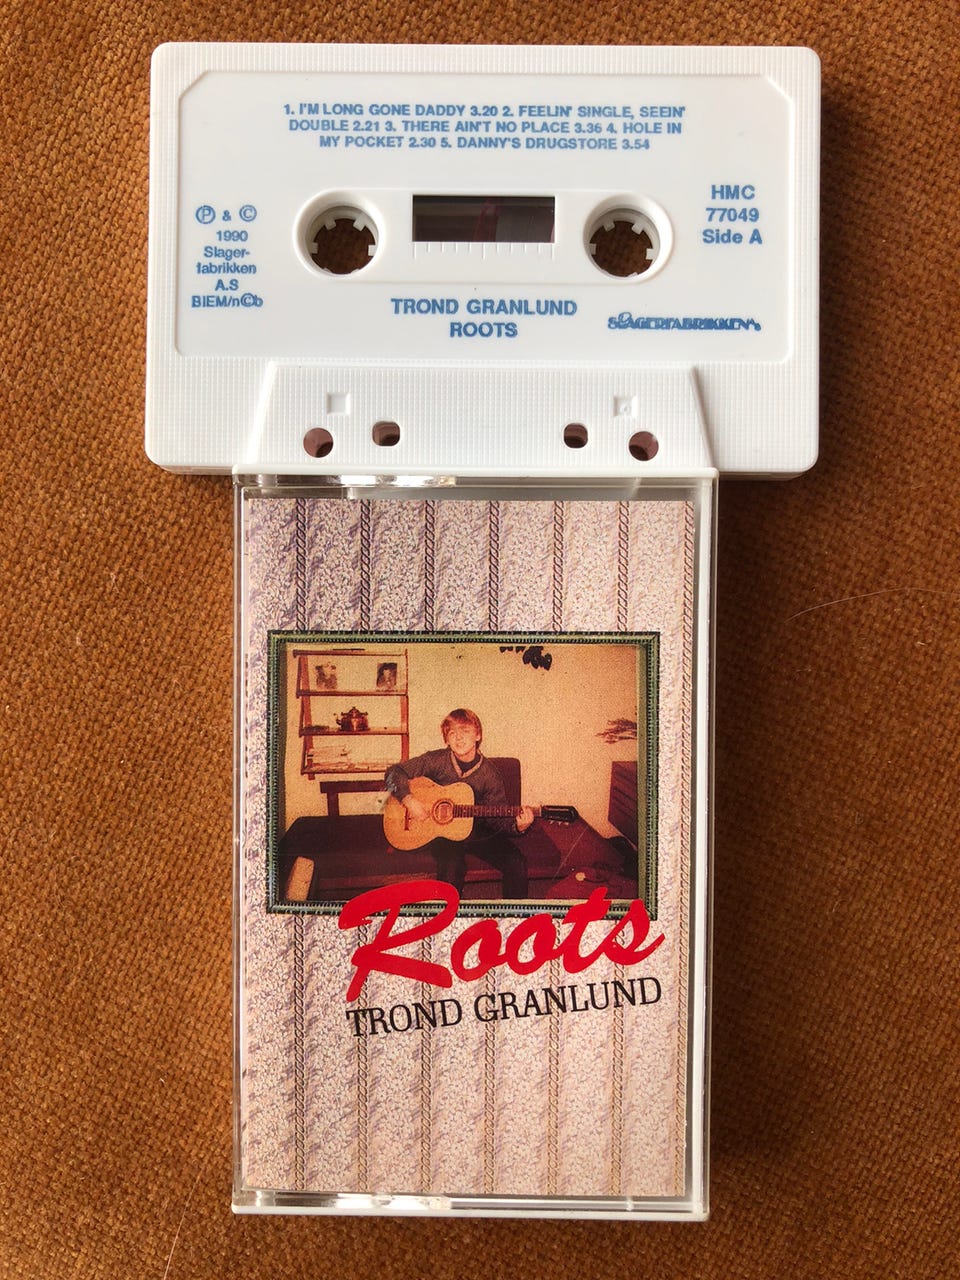 1. I'M LONG GONE DADDY 3.20 2. FEELIN' SINGLE, SEEIN'
DOUBLE 2.21 3. THERE AIN'T NO PLACE 3.36 4. HOLE IN
MY POCKET 2.30 5. DANNY'S DRUGSTORE 3.54
Ⓟ & ©
1990
Slager-
fabrikken
A.S
BIEM/n©b
HMC
77049
Side A
TROND GRANLUND
ROOTS
SLAGERFABRIKKEN A/S
Roots
TROND GRANLUND